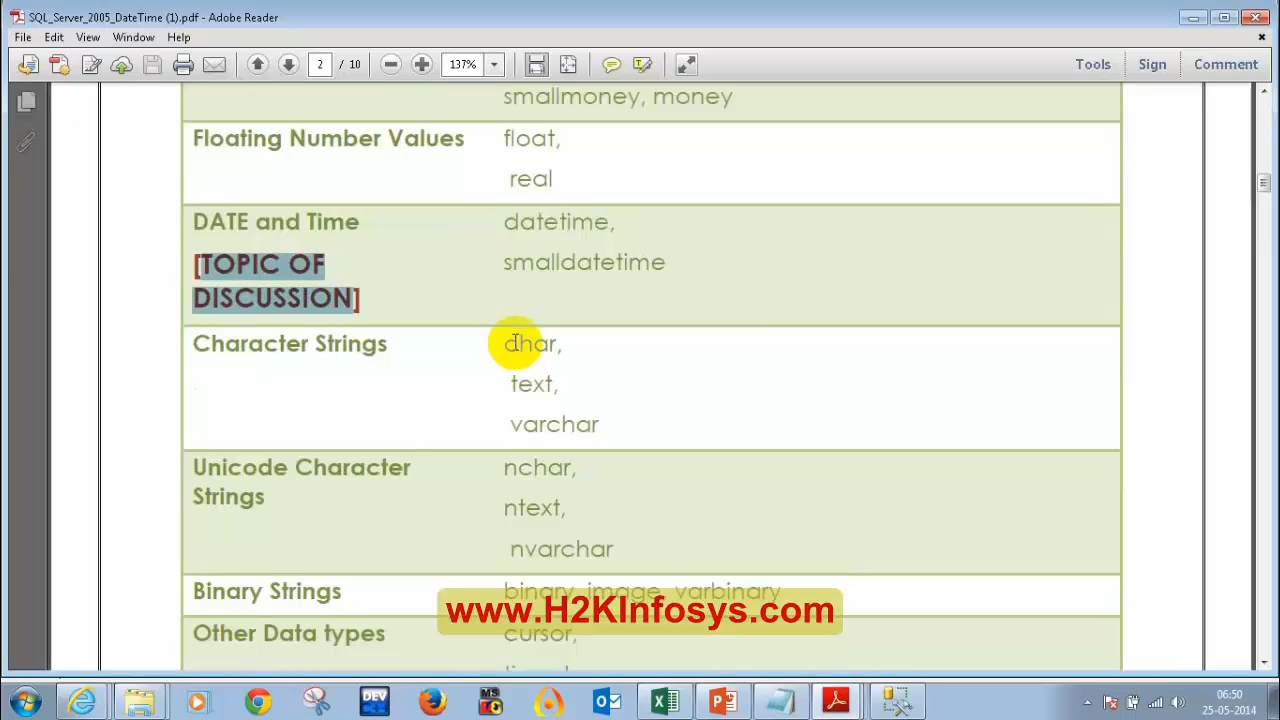 SQL_Server_2005_DateTime (1).pdf - Adobe Reader
File Edit View Window Help
2 / 10 137% Tools Sign Comment
smallmoney, money
Floating Number Values float,
real
DATE and Time datetime,
[TOPIC OF smalldatetime
DISCUSSION]
Character Strings char,
text,
varchar
Unicode Character nchar,
Strings
ntext,
nvarchar
Binary Strings binary, image, varbinary
www.H2KInfosys.com
Other Data types cursor,
DEV
MS
06:50
25-05-2014